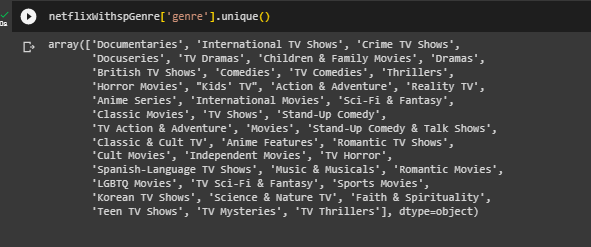 netflixWithspGenre['genre'].unique()
0s
array(['Documentaries', 'International TV Shows', 'Crime TV Shows',
'Docuseries', 'TV Dramas', 'Children & Family Movies', 'Dramas',
'British TV Shows', 'Comedies', 'TV Comedies', 'Thrillers',
'Horror Movies', "Kids' TV", 'Action & Adventure', 'Reality TV',
'Anime Series', 'International Movies', 'Sci-Fi & Fantasy',
'Classic Movies', 'TV Shows', 'Stand-Up Comedy',
'TV Action & Adventure', 'Movies', 'Stand-Up Comedy & Talk Shows',
'Classic & Cult TV', 'Anime Features', 'Romantic TV Shows',
'Cult Movies', 'Independent Movies', 'TV Horror',
'Spanish-Language TV Shows', 'Music & Musicals', 'Romantic Movies',
'LGBTQ Movies', 'TV Sci-Fi & Fantasy', 'Sports Movies',
'Korean TV Shows', 'Science & Nature TV', 'Faith & Spirituality',
'Teen TV Shows', 'TV Mysteries', 'TV Thrillers'], dtype=object)